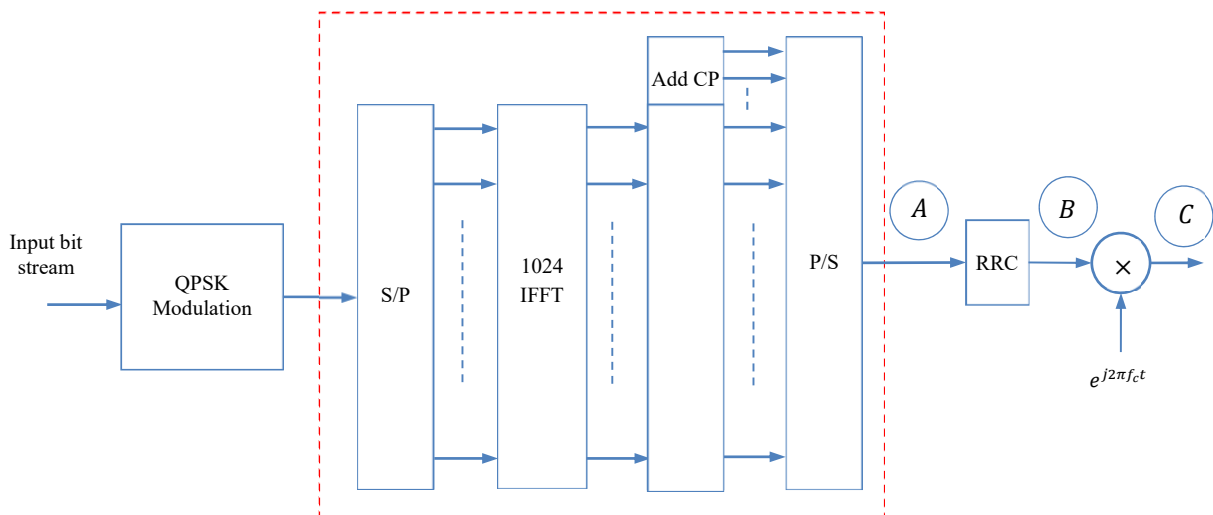 Input bit
stream
QPSK
Modulation
S/P
1024
IFFT
Add CP
P/S
A
RRC
B
×
C
e^{j2πf_ct}